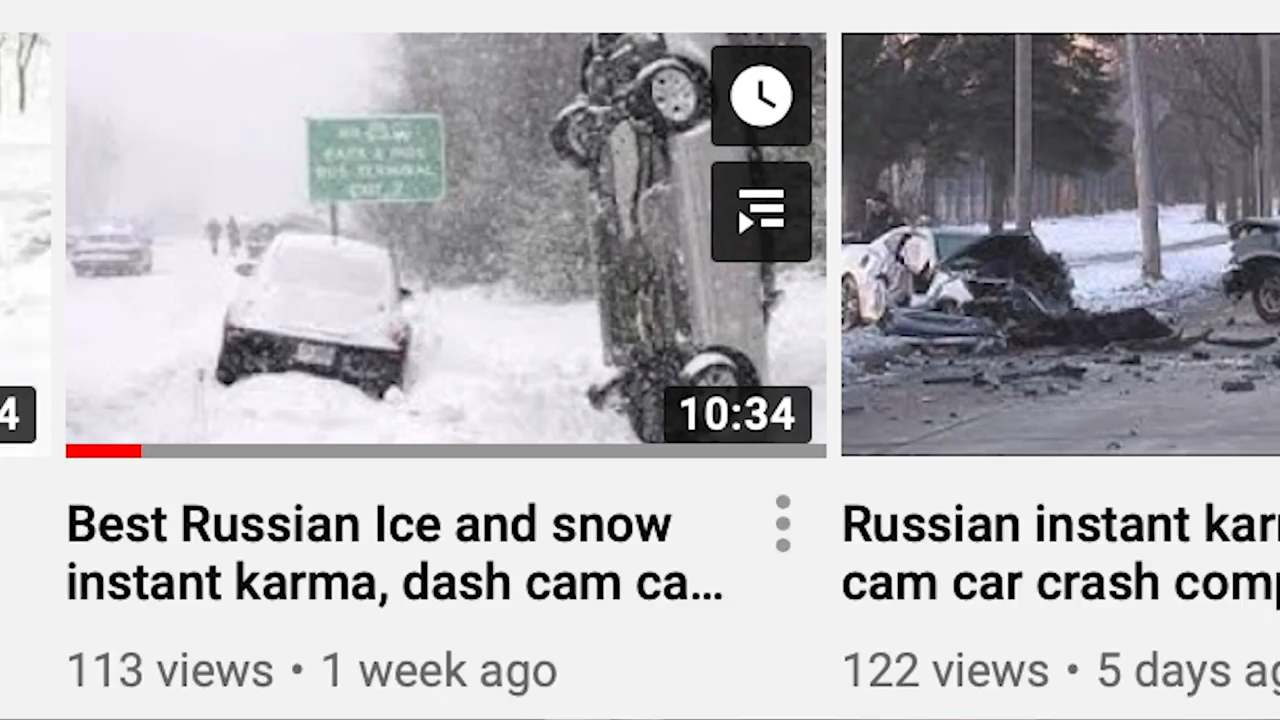 4
10:34
Best Russian Ice and snow
instant karma, dash cam ca...
113 views • 1 week ago
Russian instant kar
cam car crash comp
122 views • 5 days ag